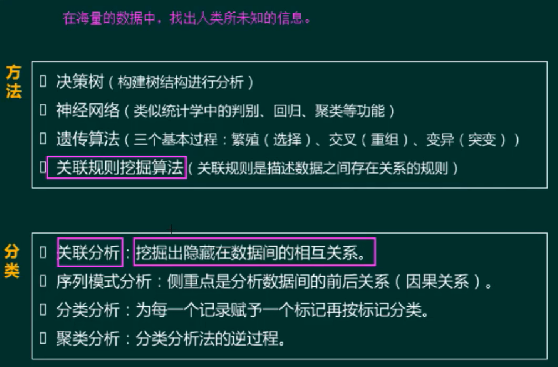 在海量的数据中，找出人类所未知的信息。
方法
决策树（构建树结构进行分析）
神经网络（类似统计学中的判别、回归、聚类等功能）
遗传算法（三个基本过程：繁殖（选择）、交叉（重组）、变异（突变））
关联规则挖掘算法（关联规则是描述数据之间存在关系的规则）
分类
关联分析：挖掘出隐藏在数据间的相互关系。
序列模式分析：侧重点是分析数据间的前后关系（因果关系）。
分类分析：为每一个记录赋予一个标记再按标记分类。
聚类分析：分类分析法的逆过程。